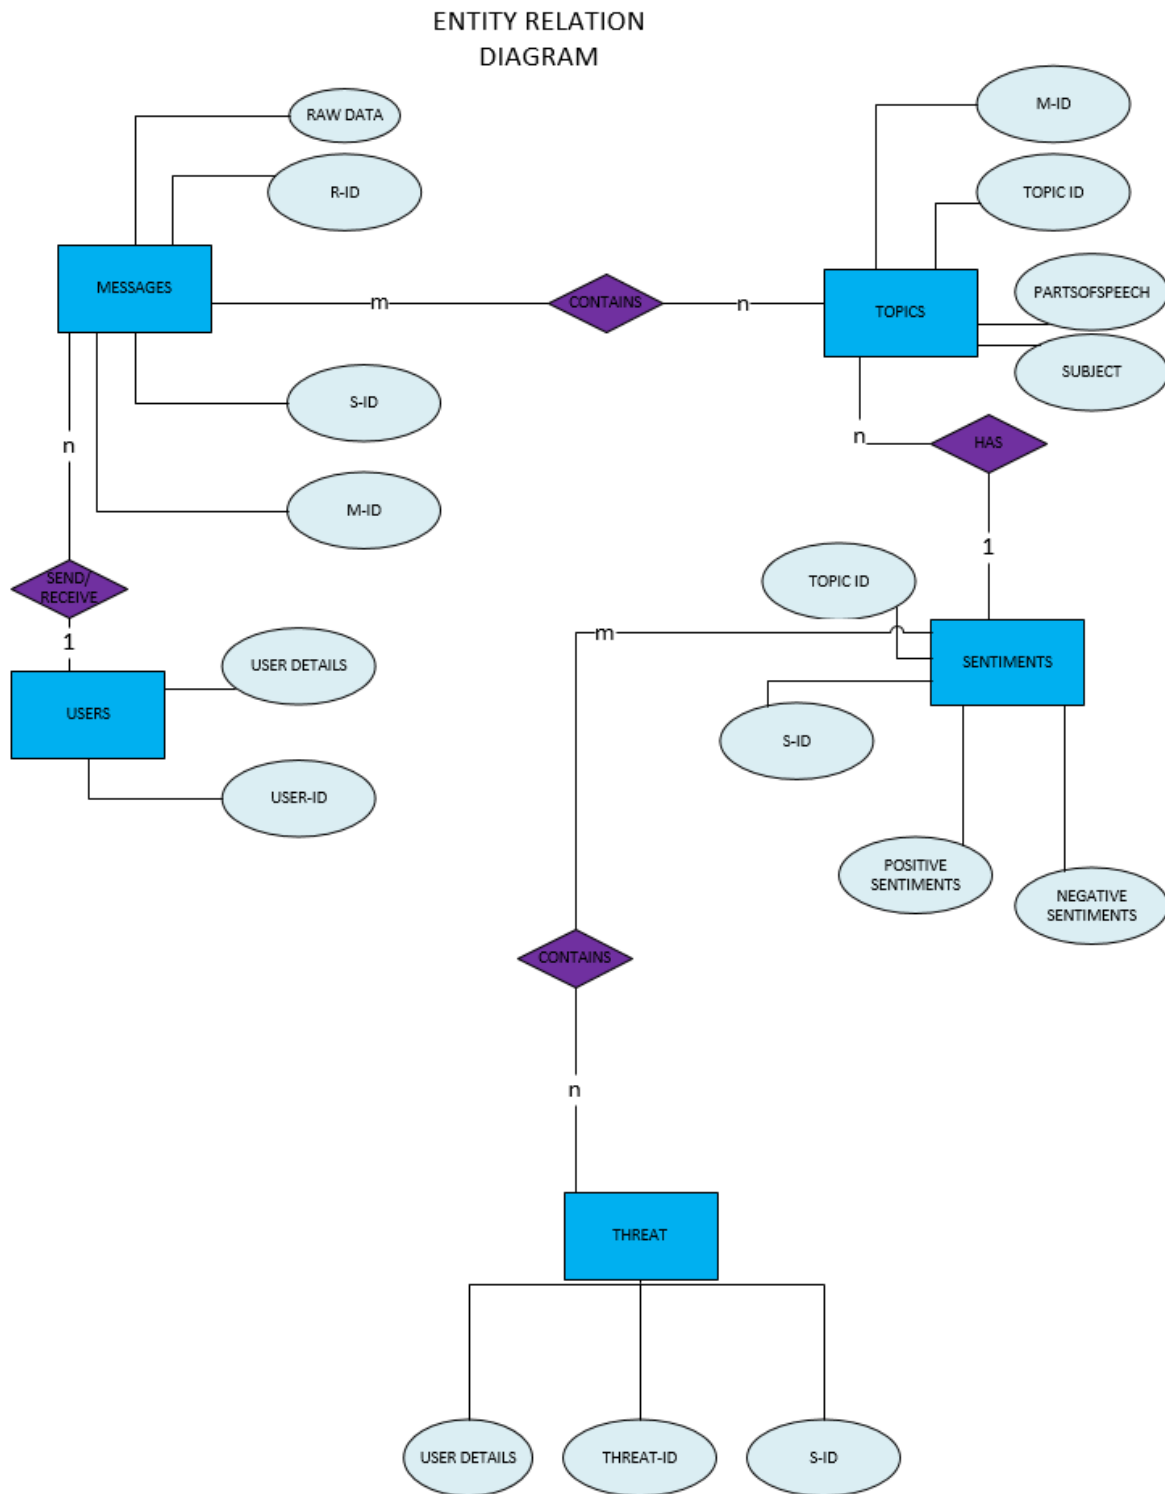 ENTITY RELATION
DIAGRAM
RAW DATA
M-ID
R-ID
TOPIC ID
MESSAGES
m
CONTAINS
n
TOPICS
PARTSOFSPEECH
SUBJECT
S-ID
n
n
HAS
M-ID
1
SEND/
RECEIVE
TOPIC ID
1
m
USER DETAILS
SENTIMENTS
USERS
S-ID
USER-ID
POSITIVE
SENTIMENTS
NEGATIVE
SENTIMENTS
CONTAINS
n
THREAT
USER DETAILS
THREAT-ID
S-ID